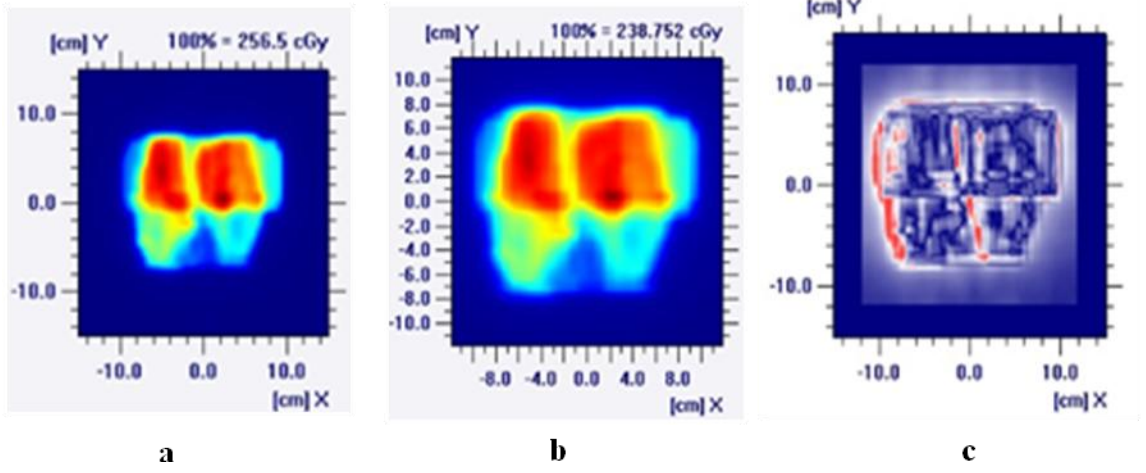 [cm] Y 100% = 256.5 cGy
10.0
0.0
-10.0
-10.0 0.0 10.0
[cm] X
a
[cm] Y 100% = 238.752 cGy
10.0
8.0
6.0
4.0
2.0
0.0
-2.0
-4.0
-6.0
-8.0
-10.0
-8.0 -4.0 0.0 4.0 8.0
[cm] X
b
[cm] Y
10.0
0.0
-10.0
-10.0 0.0 10.0
[cm] X
c